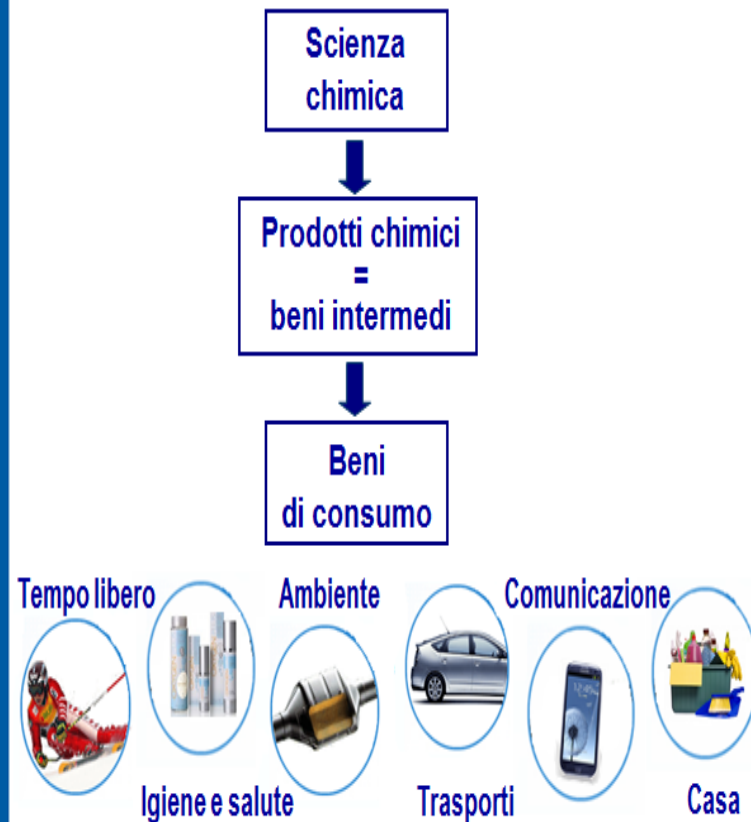 Scienza
chimica
Prodotti chimici
=
beni intermedi
Beni
di consumo
Tempo libero
Ambiente
Comunicazione
Igiene e salute
Trasporti
Casa